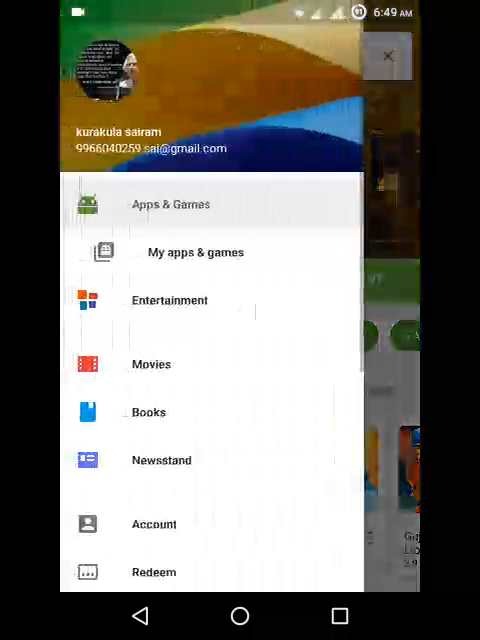 91 6:49 AM
kurakula sairam
9966040259.sai@gmail.com
Apps & Games
My apps & games
Entertainment
Movies
Books
Newsstand
Account
Redeem